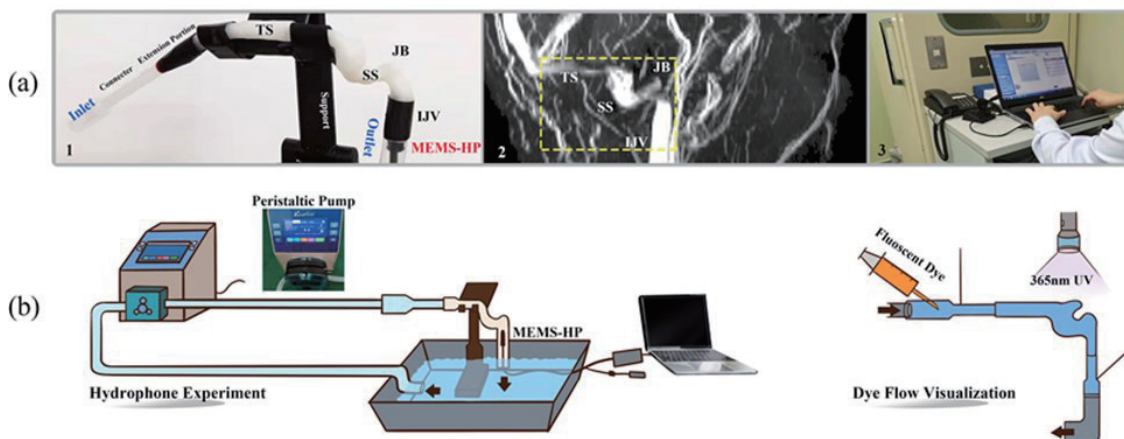 (a)
Inlet
Connecter
Extension Portion
TS
SS
JB
Support
IJV
Outlet
MEMS-HP
1
TS
JB
SS
IJV
2
3
(b)
Peristaltic Pump
MEMS-HP
Hydrophone Experiment
Fluoscent Dye
365nm UV
Dye Flow Visualization